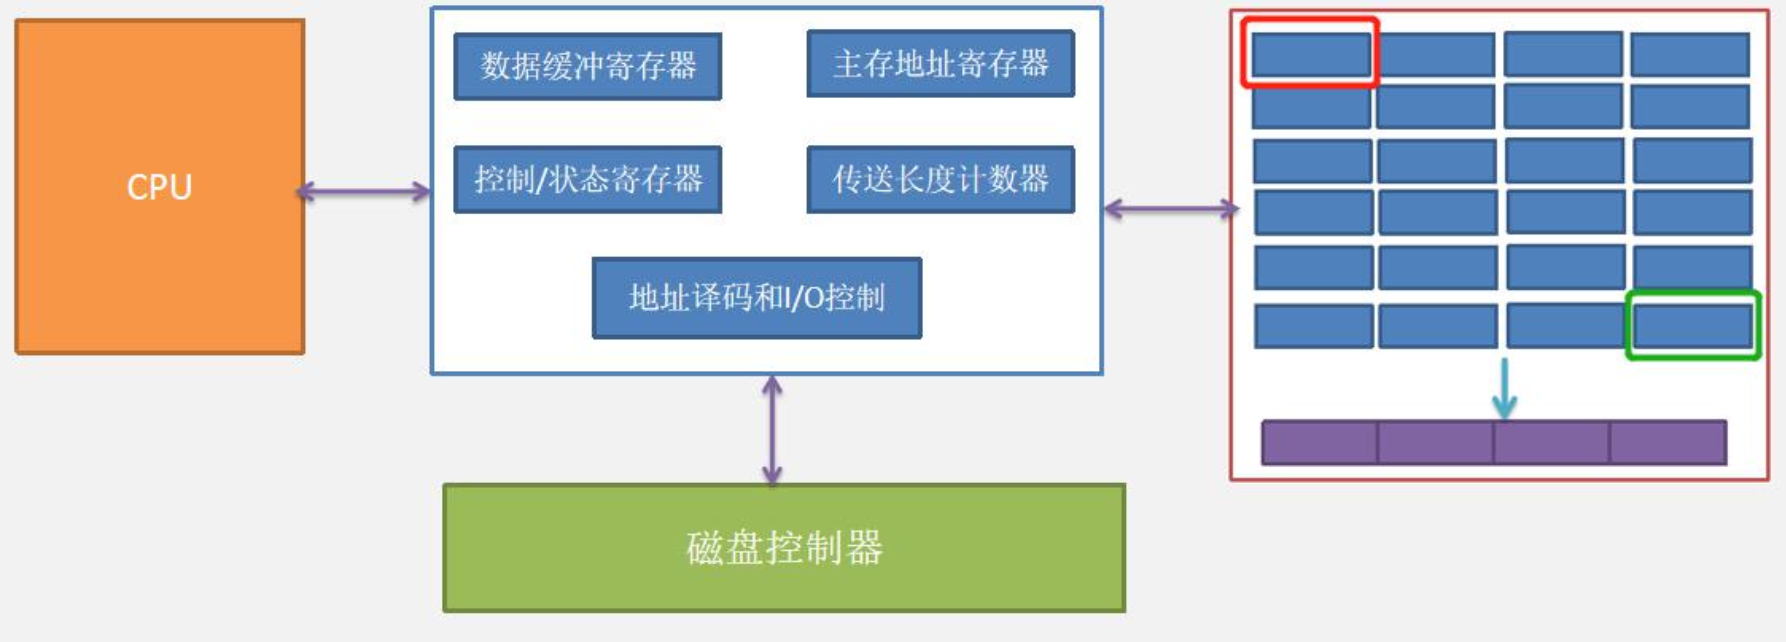 数据缓冲寄存器
主存地址寄存器
CPU
控制/状态寄存器
传送长度计数器
地址译码和I/O控制
磁盘控制器